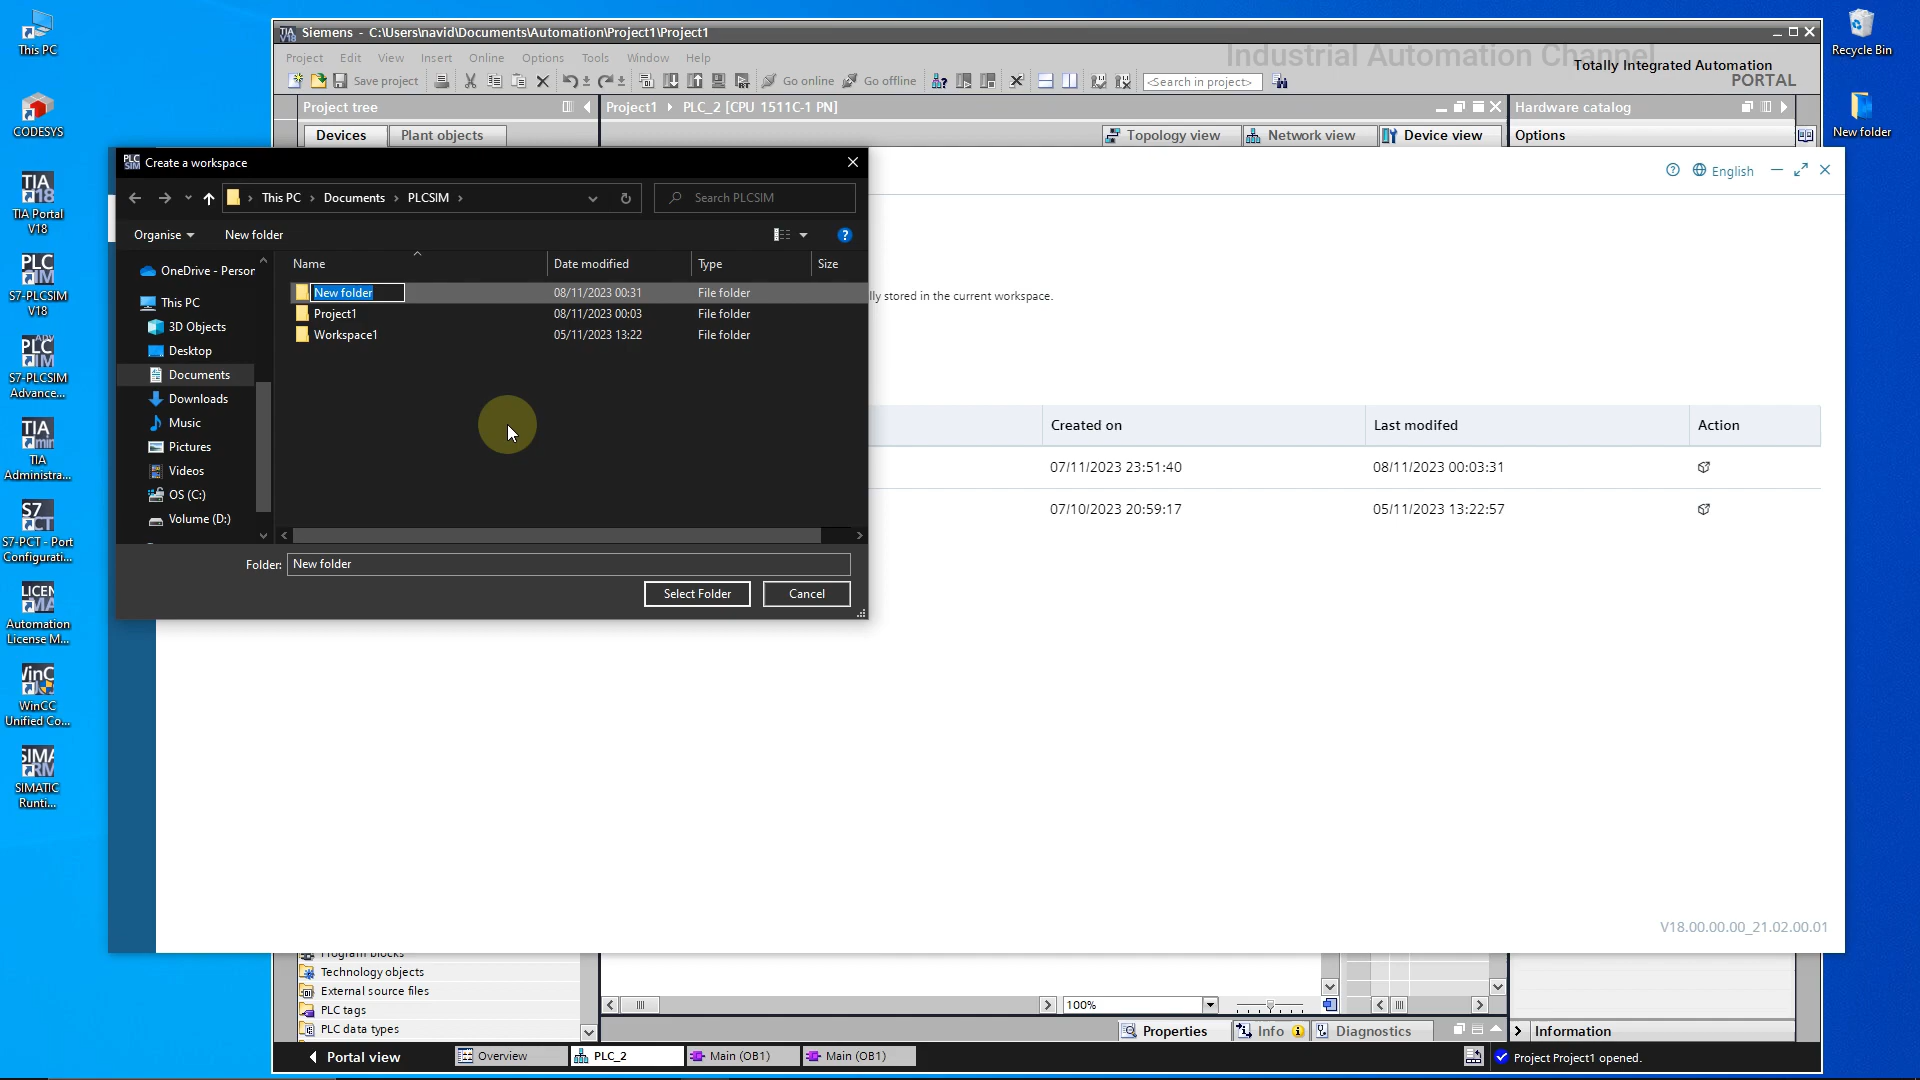 This PC
CODESYS
TIA Portal
V18
S7-PLCSIM
V18
S7-PLCSIM
Advance...
TIA
Administra...
S7-PCT - Port
Configurati...
Automation
License M...
WinCC
Unified Co...
SIMATIC
Runti...
Recycle Bin
New folder
Siemens - C:\Users\navid\Documents\Automation\Project1\Project1
Project Edit View Insert Online Options Tools Window Help
Industrial Automation Channel
Totally Integrated Automation
PORTAL
Save project
Go online
Go offline
<Search in project>
Project tree
Project1 PLC_2 [CPU 1511C-1 PN]
Hardware catalog
Devices
Plant objects
Topology view
Network view
Device view
Options
Create a workspace
This PC
Documents
PLCSIM
Search PLCSIM
Organise
New folder
OneDrive - Person
This PC
3D Objects
Desktop
Documents
Downloads
Music
Pictures
Videos
OS (C:)
Volume (D:)
Name Date modified Type Size
New folder 08/11/2023 00:31 File folder
Project1 08/11/2023 00:03 File folder
Workspace1 05/11/2023 13:22 File folder
Folder: New folder
Select Folder
Cancel
English
lly stored in the current workspace.
Created on Last modifed Action
07/11/2023 23:51:40 08/11/2023 00:03:31
07/10/2023 20:59:17 05/11/2023 13:22:57
V18.00.00.00_21.02.00.01
Program blocks
Technology objects
External source files
PLC tags
PLC data types
100%
Properties
Info
Diagnostics
Information
Portal view
Overview
PLC_2
Main (OB1)
Main (OB1)
Project Project1 opened.